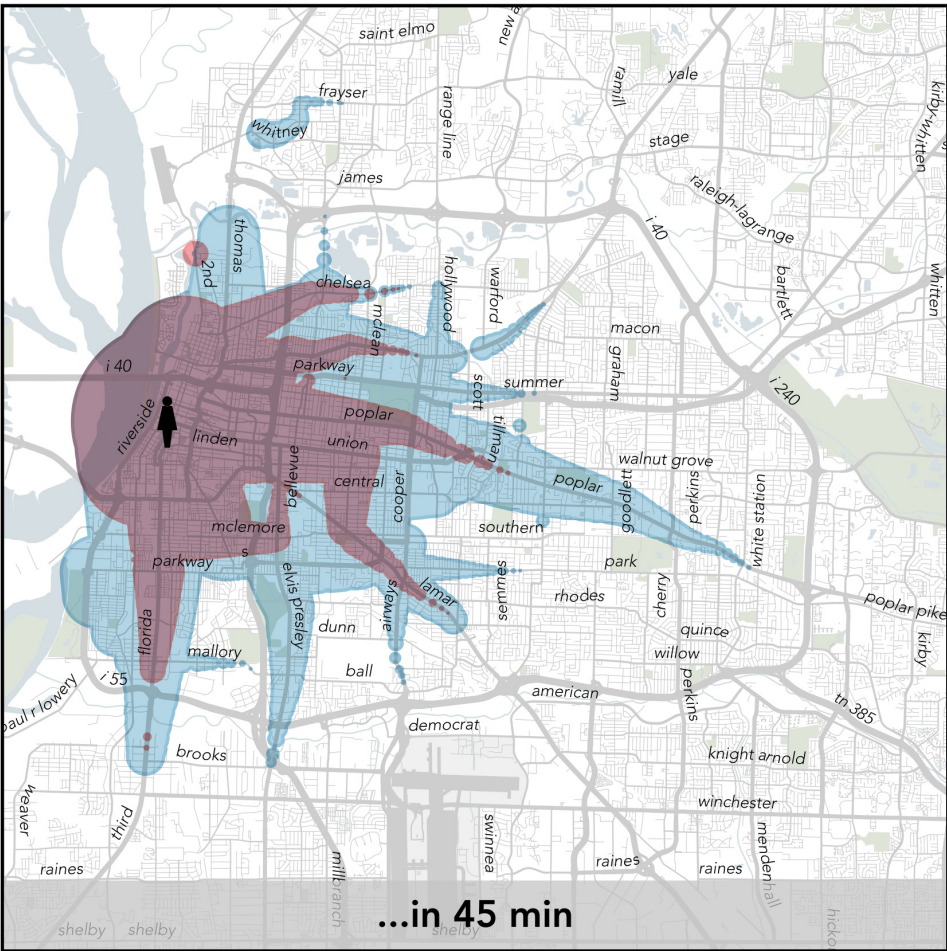 saint elmo
new a
yale
ramill
frayser
range line
kirby-whitten
whitney
stage
james
raleigh-lagrange
thomas
i 40
2nd
hollywood
warford
bartlett
whitten
chelsea
mclean
macon
graham
i 40
parkway
scott
summer
i 240
riverside
poplar
tillman
linden
union
walnut grove
bellevue
central
cooper
poplar
goodlett
perkins
white station
mclemore
southern
s
parkway
park
elvis presley
airways
lamar
semmes
rhodes
cherry
poplar pike
florida
dunn
quince
kirby
mallory
willow
ball
perkins
i 55
american
paul r lowery
tn 385
democrat
brooks
knight arnold
weaver
third
winchester
swinnea
mendenhall
millbranch
raines
raines
raines
...in 45 min
shelby
shelby
shelby
hicko